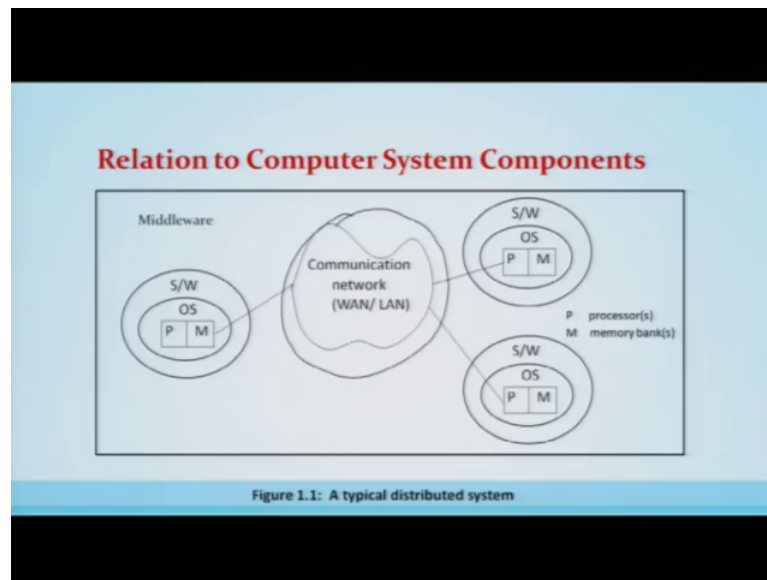 Relation to Computer System Components
Middleware
S/W
OS
P M
Communication
network
(WAN/ LAN)
S/W
OS
P M
P processor(s)
M memory bank(s)
S/W
OS
P M
Figure 1.1: A typical distributed system